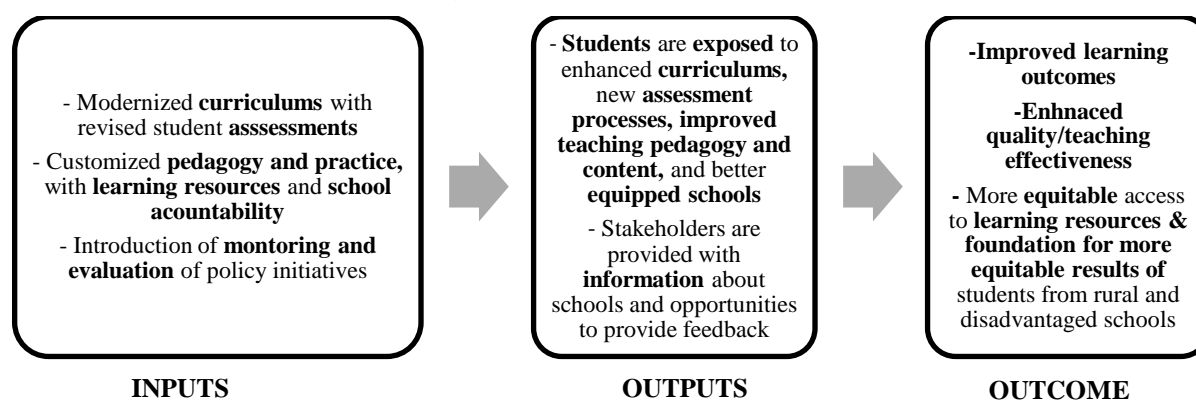 - Modernized curriculums with
revised student asssessments
- Customized pedagogy and practice,
with learning resources and school
acountability
- Introduction of montoring and
evaluation of policy initiatives
INPUTS
- Students are exposed to
enhanced curriculums,
new assessment
processes, improved
teaching pedagogy and
content, and better
equipped schools
- Stakeholders are
provided with
information about
schools and opportunities
to provide feedback
OUTPUTS
-Improved learning
outcomes
-Enhnaced
quality/teaching
effectiveness
- More equitable access
to learning resources &
foundation for more
equitable results of
students from rural and
disadvantaged schools
OUTCOME